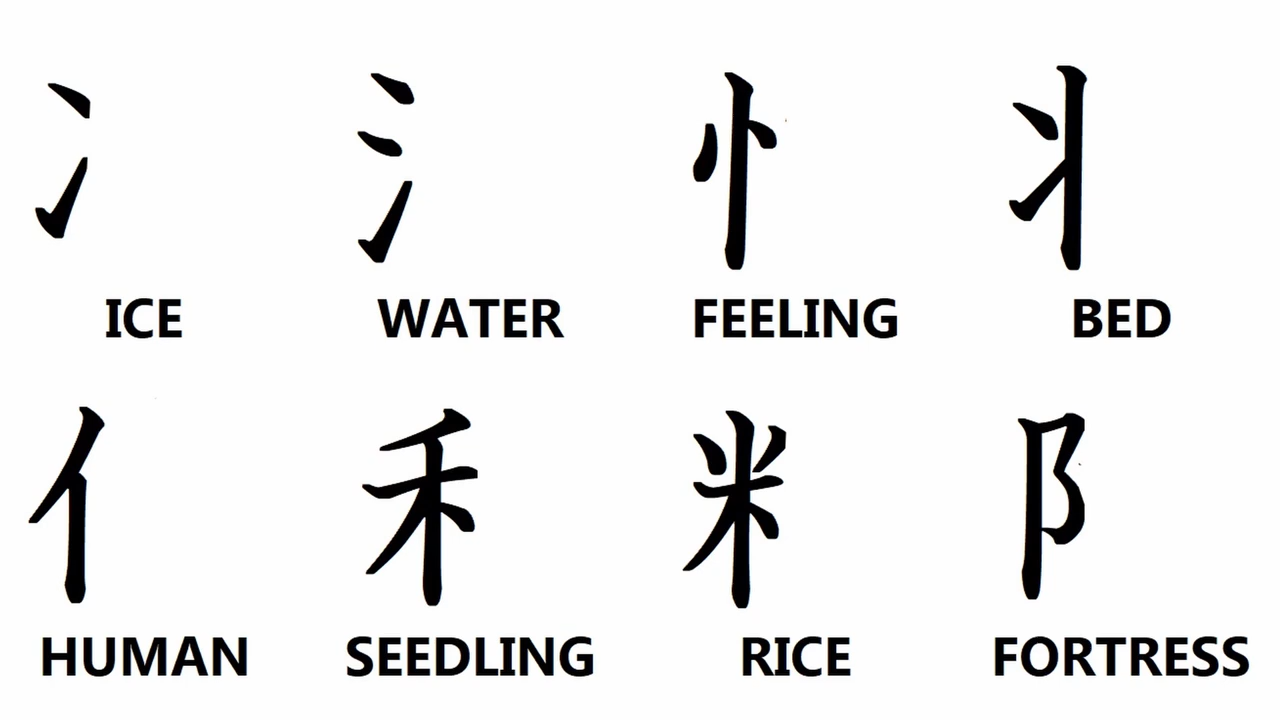 冫 氵 忄 丬
ICE WATER FEELING BED
亻 禾 米 阝
HUMAN SEEDLING RICE FORTRESS